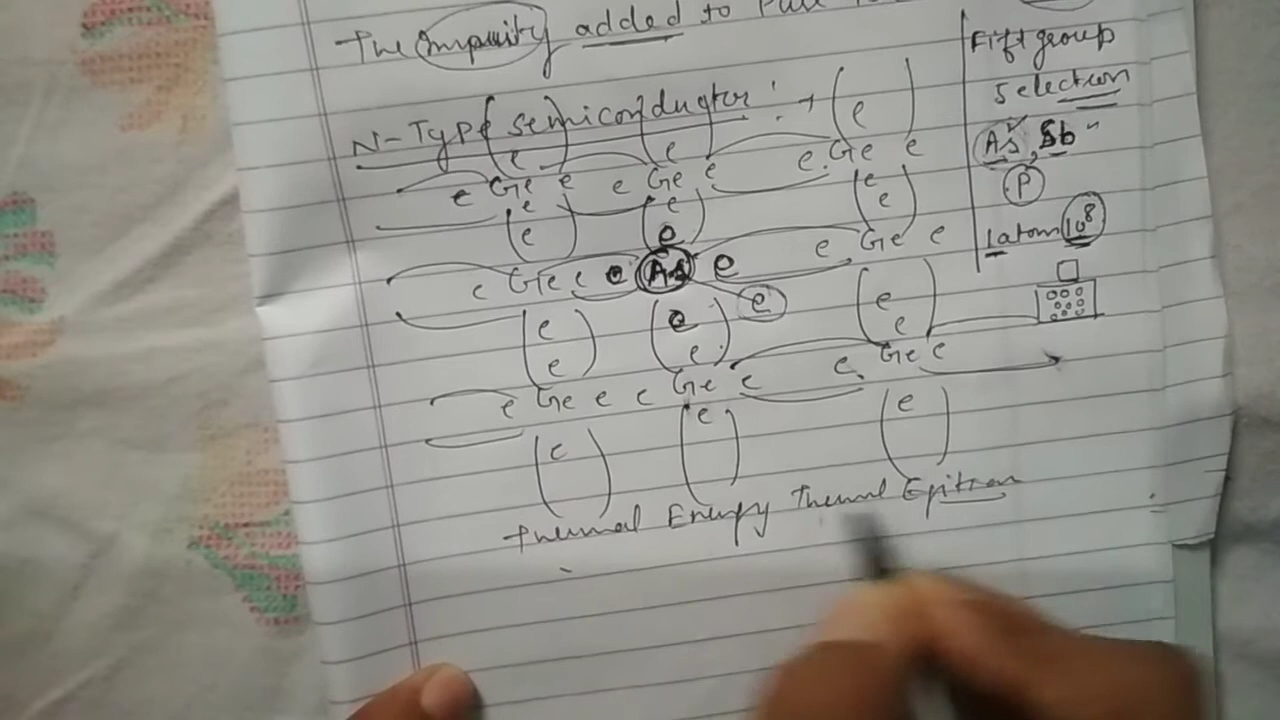 The Impurity added to
N-Type semiconductor : +
Fift group
selection
As, Sb
P
1 atom 10⁸
e e e
e Ge e e Ge e e Ge e
e e e
e e e
e Ge e e As e e Ge e
e
e e e
e e e
e Ge e e Ge e e Ge e
e e e
Thermal Energy Thermal